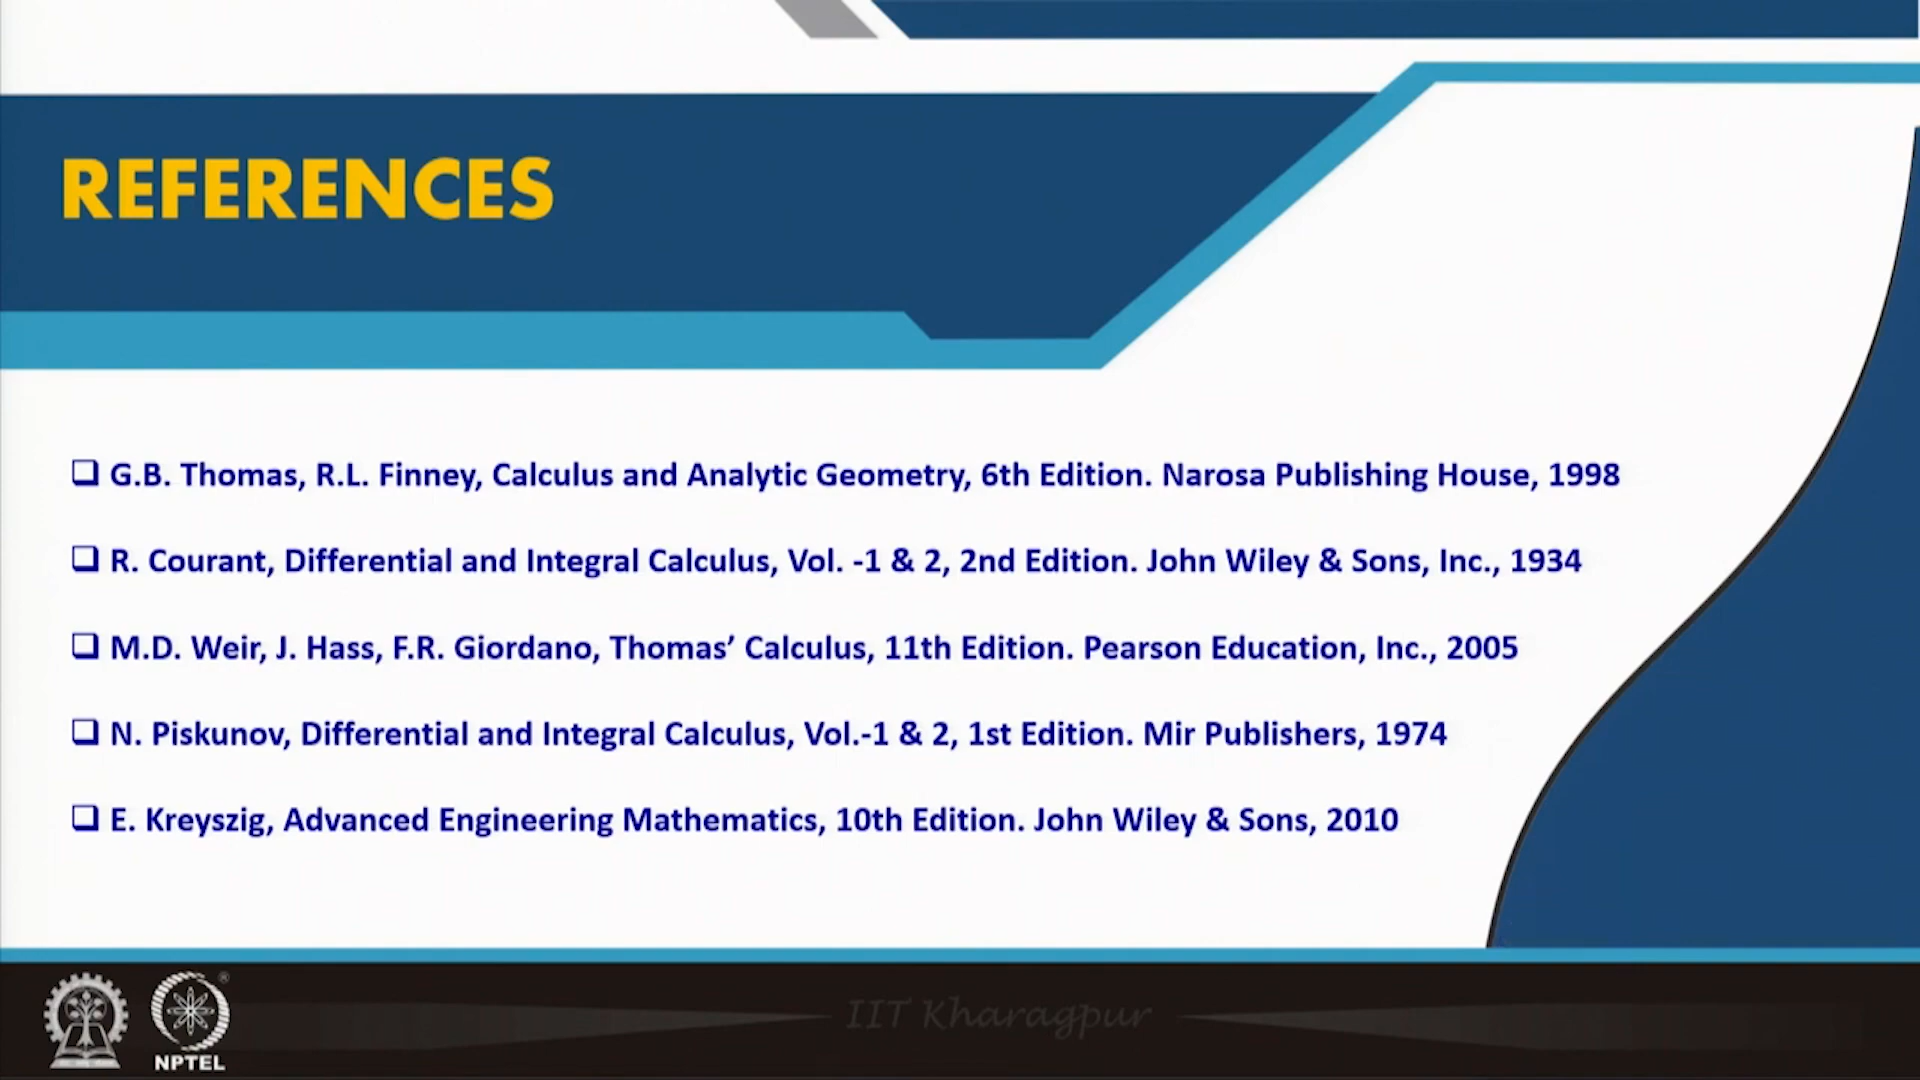 REFERENCES
G.B. Thomas, R.L. Finney, Calculus and Analytic Geometry, 6th Edition. Narosa Publishing House, 1998
R. Courant, Differential and Integral Calculus, Vol. -1 & 2, 2nd Edition. John Wiley & Sons, Inc., 1934
M.D. Weir, J. Hass, F.R. Giordano, Thomas’ Calculus, 11th Edition. Pearson Education, Inc., 2005
N. Piskunov, Differential and Integral Calculus, Vol.-1 & 2, 1st Edition. Mir Publishers, 1974
E. Kreyszig, Advanced Engineering Mathematics, 10th Edition. John Wiley & Sons, 2010
IIT Kharagpur
®
NPTEL